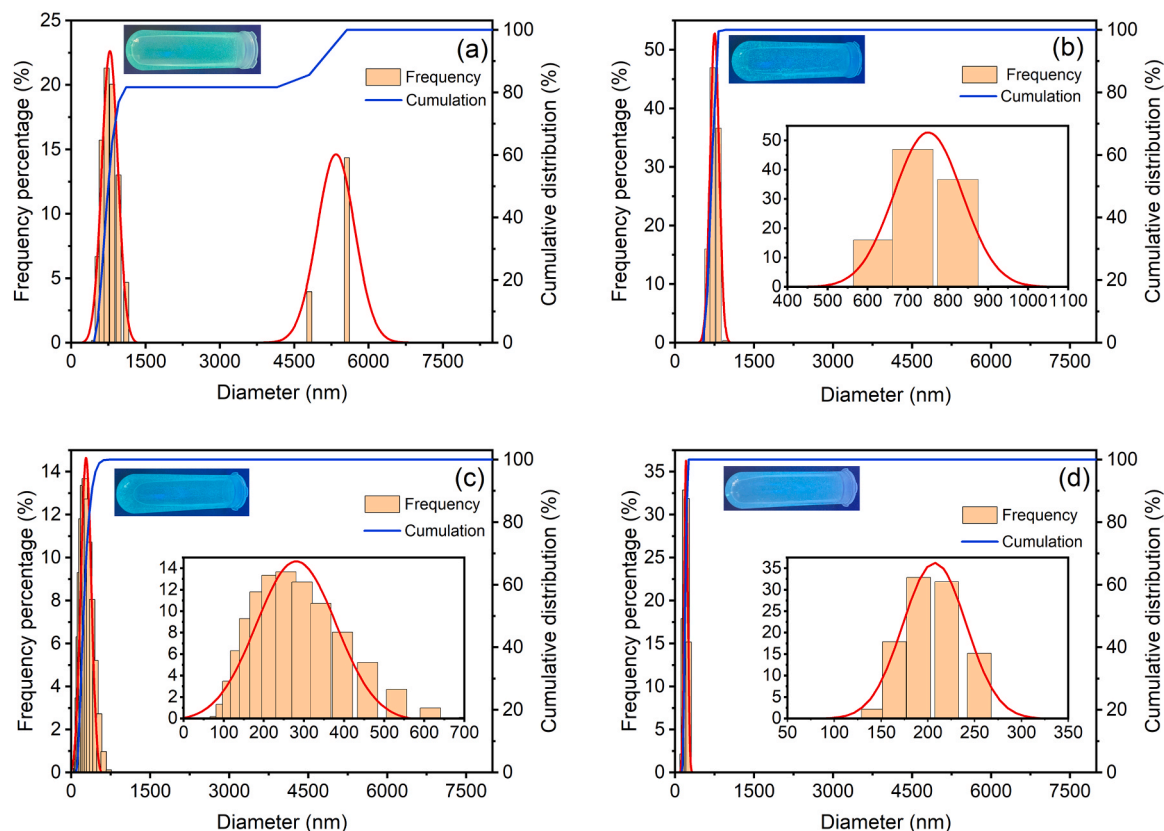 (a)
Frequency
Cumulation
Frequency percentage (%)
25
20
15
10
5
0
0 1500 3000 4500 6000 7500
Diameter (nm)
100
80
60
40
20
0
Cumulative distribution (%)
(b)
Frequency
Cumulation
Frequency percentage (%)
50
45
40
35
30
25
20
15
10
5
0
0 1500 3000 4500 6000 7500
Diameter (nm)
100
80
60
40
20
0
Cumulative distribution (%)
50
40
30
20
10
0
400 500 600 700 800 900 1000 1100
(c)
Frequency
Cumulation
Frequency percentage (%)
14
12
10
8
6
4
2
0
0 1500 3000 4500 6000 7500
Diameter (nm)
100
80
60
40
20
0
Cumulative distribution (%)
14
12
10
8
6
4
2
0
0 100 200 300 400 500 600 700
(d)
Frequency
Cumulation
Frequency percentage (%)
35
30
25
20
15
10
5
0
0 1500 3000 4500 6000 7500
Diameter (nm)
100
80
60
40
20
0
Cumulative distribution (%)
35
30
25
20
15
10
5
0
50 100 150 200 250 300 350